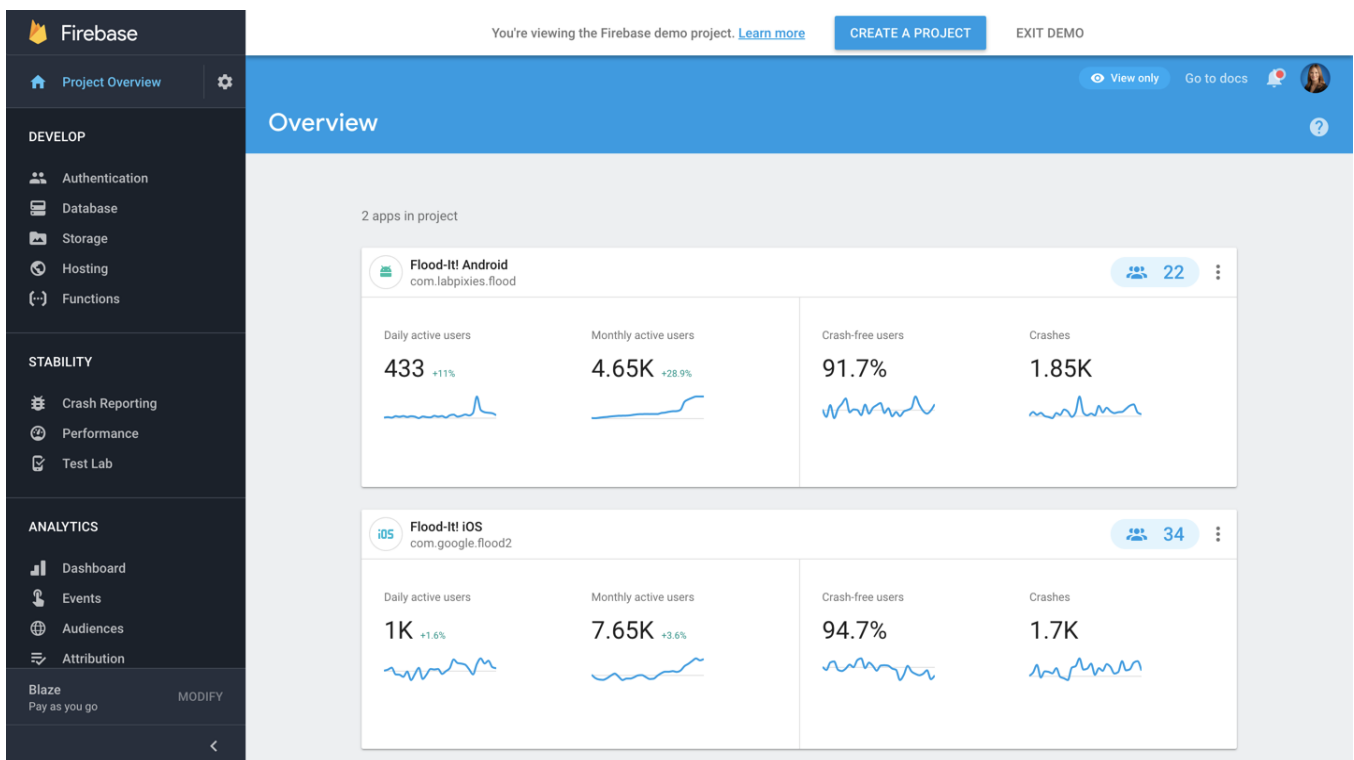 Firebase
You're viewing the Firebase demo project. Learn more
CREATE A PROJECT
EXIT DEMO
Project Overview
View only
Go to docs
Overview
?
DEVELOP
Authentication
Database
Storage
Hosting
Functions
STABILITY
Crash Reporting
Performance
Test Lab
ANALYTICS
Dashboard
Events
Audiences
Attribution
Blaze
Pay as you go
MODIFY
2 apps in project
Flood-It! Android
com.labpixies.flood
22
Daily active users
433 +11%
Monthly active users
4.65K +28.9%
Crash-free users
91.7%
Crashes
1.85K
iOS
Flood-It! iOS
com.google.flood2
34
Daily active users
1K +1.6%
Monthly active users
7.65K +3.6%
Crash-free users
94.7%
Crashes
1.7K